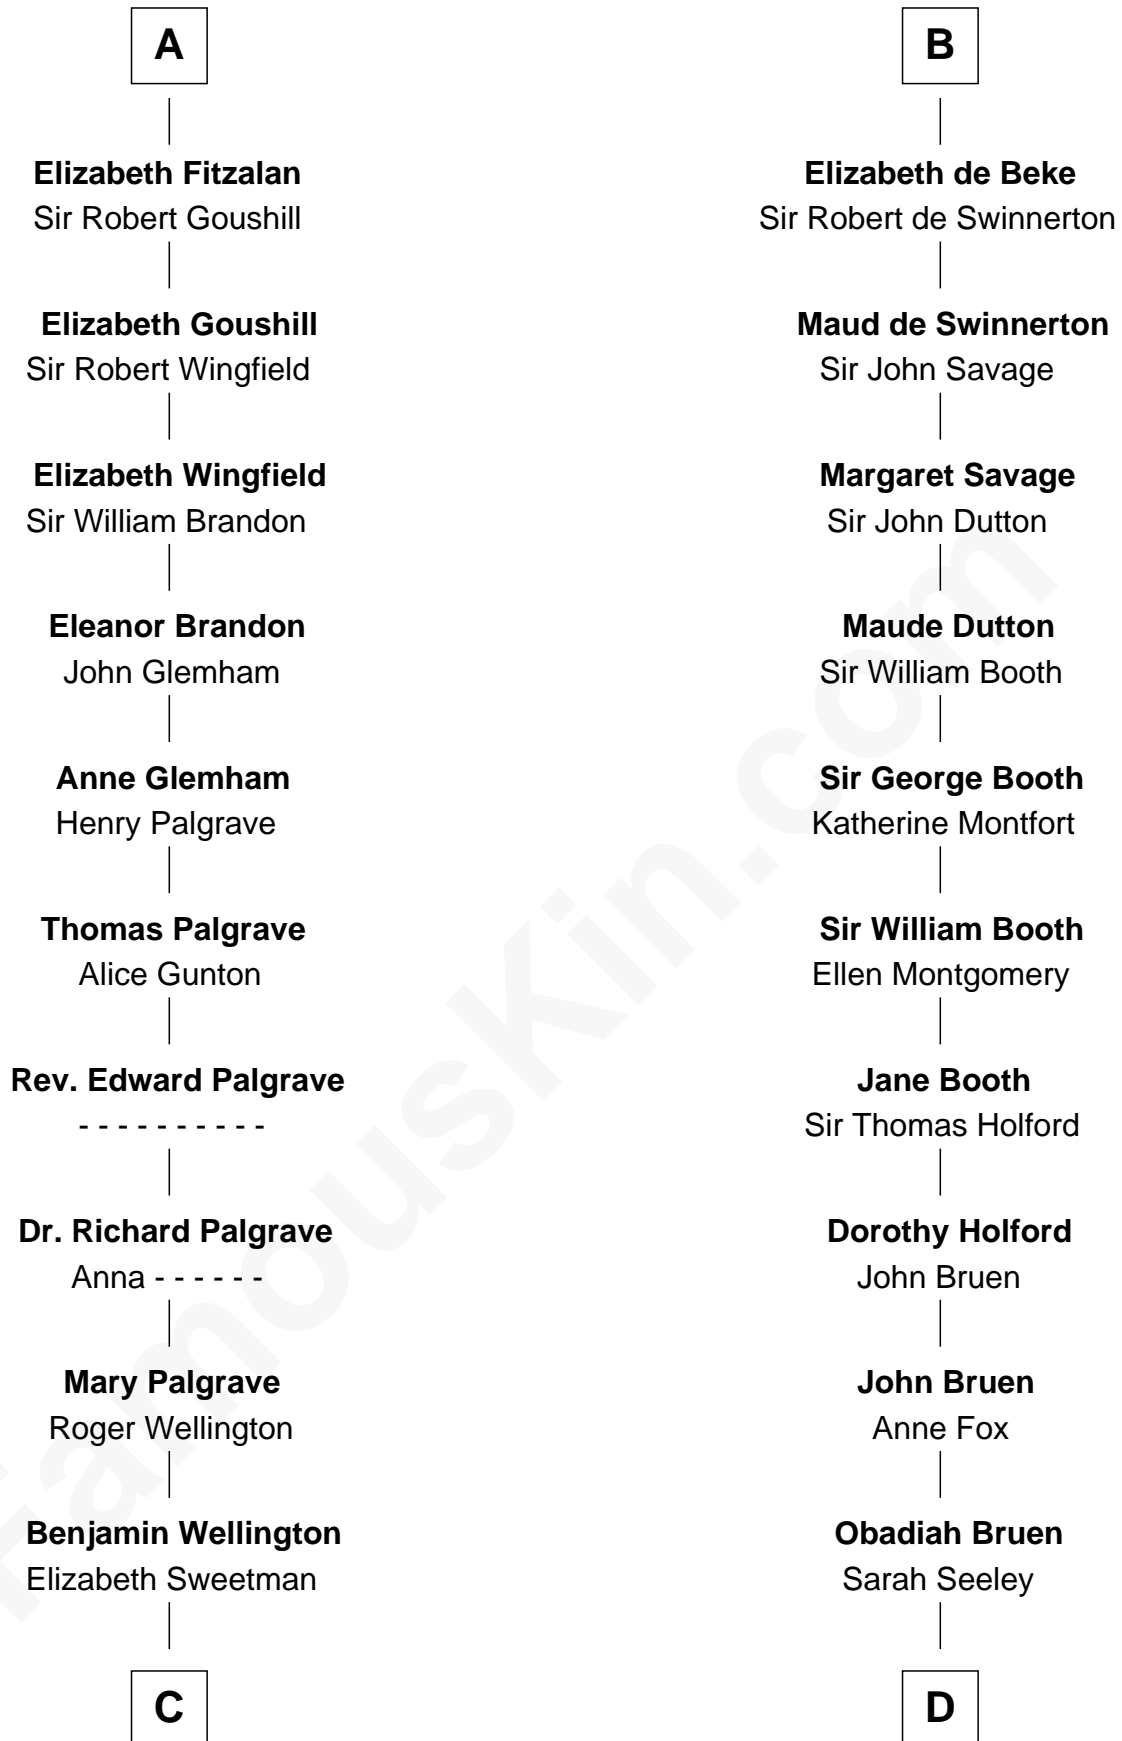 A
Elizabeth Fitzalan
Sir Robert Goushill
Elizabeth Goushill
Sir Robert Wingfield
Elizabeth Wingfield
Sir William Brandon
Eleanor Brandon
John Glemham
Anne Glemham
Henry Palgrave
Thomas Palgrave
Alice Gunton
Rev. Edward Palgrave
- - - - - - - - - -
Dr. Richard Palgrave
Anna - - - - - -
Mary Palgrave
Roger Wellington
Benjamin Wellington
Elizabeth Sweetman
C
B
Elizabeth de Beke
Sir Robert de Swinnerton
Maud de Swinnerton
Sir John Savage
Margaret Savage
Sir John Dutton
Maude Dutton
Sir William Booth
Sir George Booth
Katherine Montfort
Sir William Booth
Ellen Montgomery
Jane Booth
Sir Thomas Holford
Dorothy Holford
John Bruen
John Bruen
Anne Fox
Obadiah Bruen
Sarah Seeley
D
FamousKin.com